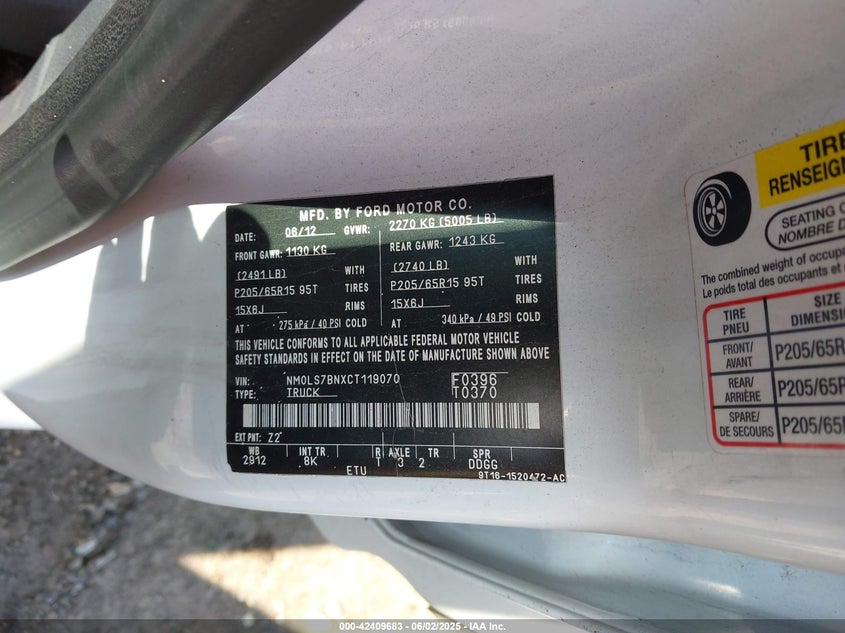 MFD. BY FORD MOTOR CO.
DATE: 06/12 GVWR: 2270 KG (5005 LB)
FRONT GAWR: 1130 KG REAR GAWR: 1243 KG
(2491 LB) WITH (2740 LB) WITH
P205/65R15 95T TIRES P205/65R15 95T TIRES
15X6J RIMS 15X6J RIMS
AT 275 kPa / 40 PSI COLD AT 340 kPa / 49 PSI COLD
THIS VEHICLE CONFORMS TO ALL APPLICABLE FEDERAL MOTOR VEHICLE
SAFETY STANDARDS IN EFFECT ON THE DATE OF MANUFACTURE SHOWN ABOVE
VIN: NM0LS7BNXCT119070 F0396
TYPE: TRUCK T0370
EXT PNT: Z2
WB INT TR R AXLE TR SPR
2912 8K 1 3 2 DDGG
ETU 9T16-1520472-AC
TIRE
RENSEIGN
SEATING
NOMBRE D
The combined weight of occup
Le poids total des occupants et
TIRE PNEU SIZE DIMENSI
FRONT/ AVANT P205/65R
REAR/ ARRIÈRE P205/65R
SPARE/ DE SECOURS P205/65
000-42409683 - 06/02/2025 - IAA Inc.